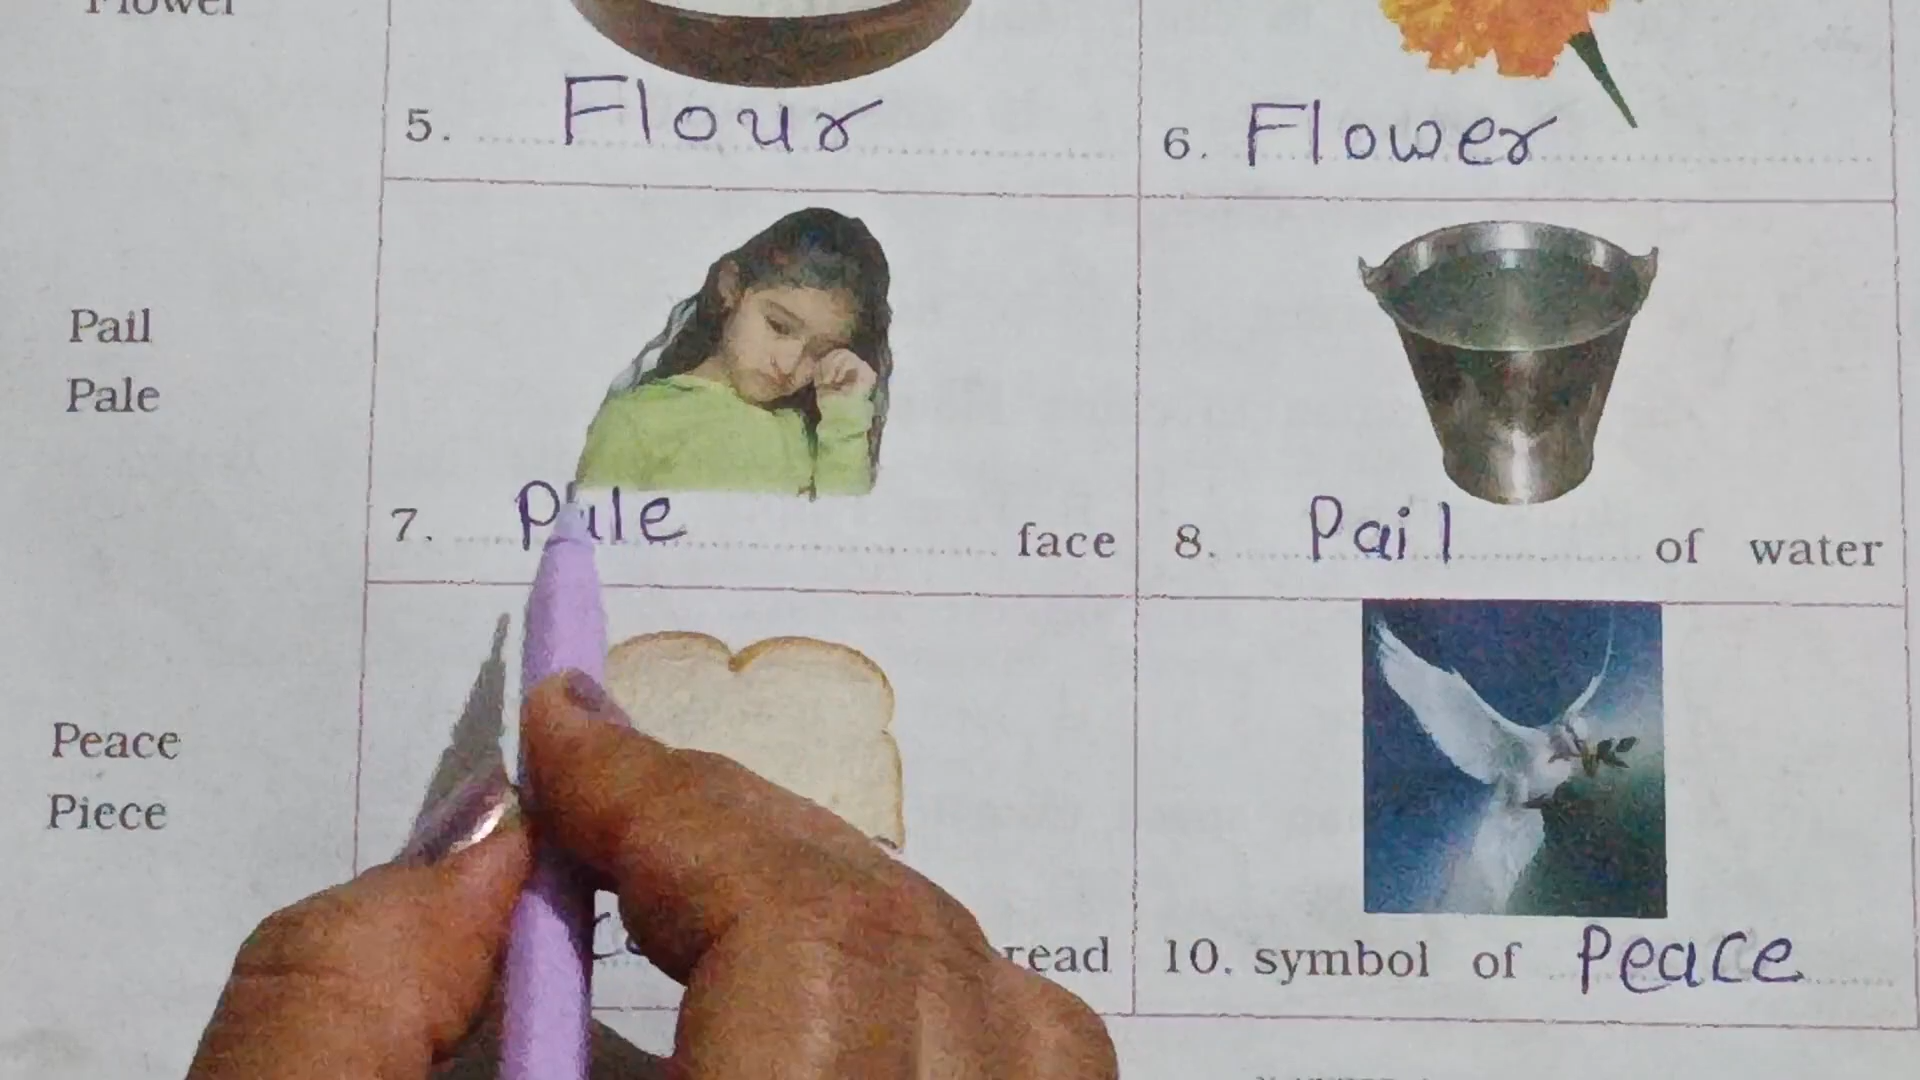 5. Flour
6. Flower
Pail
Pale
7. Pale face
8. Pail of water
Peace
Piece
10. symbol of Peace